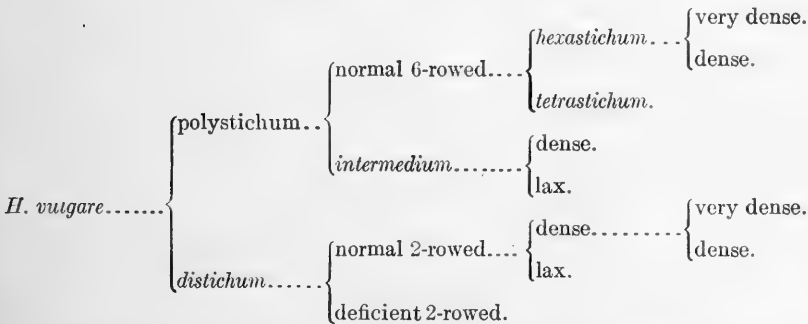 very dense.
hexastichum...
dense.
normal 6-rowed....
tetrastichum.
polystichum..
dense.
intermedium.......
lax.
H. vulgare.......
very dense.
dense.........
normal 2-rowed....
dense.
lax.
distichum......
deficient 2-rowed.